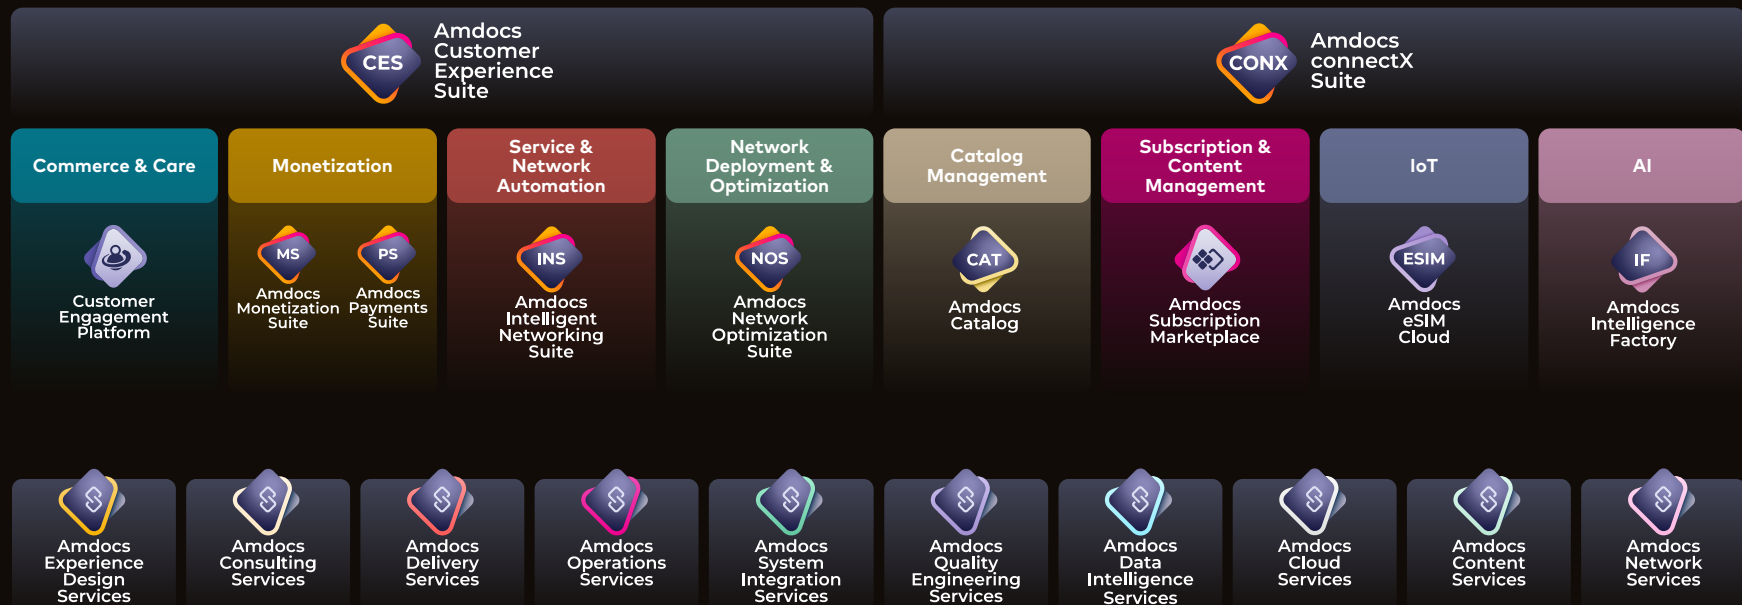 CES
Amdocs
Customer
Experience
Suite
CONX
Amdocs
connectX
Suite
Commerce & Care
Monetization
Service &
Network
Automation
Network
Deployment &
Optimization
Catalog
Management
Subscription &
Content
Management
IoT
AI
Customer
Engagement
Platform
MS
Amdocs
Monetization
Suite
PS
Amdocs
Payments
Suite
INS
Amdocs
Intelligent
Networking
Suite
NOS
Amdocs
Network
Optimization
Suite
CAT
Amdocs
Catalog
Amdocs
Subscription
Marketplace
ESIM
Amdocs
eSIM
Cloud
IF
Amdocs
Intelligence
Factory
Amdocs
Experience
Design
Services
Amdocs
Consulting
Services
Amdocs
Delivery
Services
Amdocs
Operations
Services
Amdocs
System
Integration
Services
Amdocs
Quality
Engineering
Services
Amdocs
Data
Intelligence
Services
Amdocs
Cloud
Services
Amdocs
Content
Services
Amdocs
Network
Services